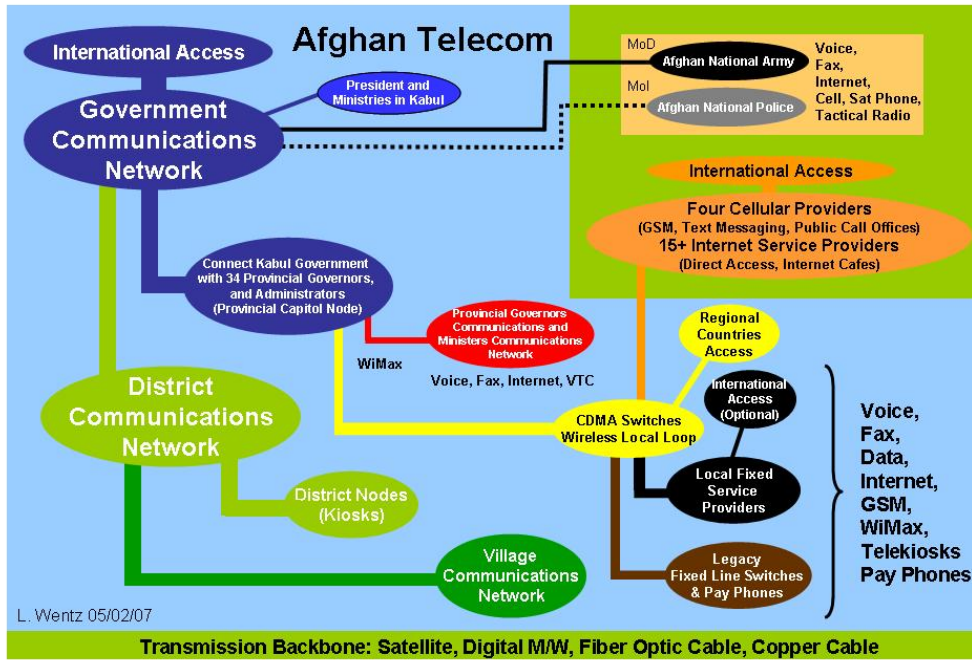 Afghan Telecom
International Access
Government
Communications
Network
President and
Ministries in Kabul
MoD
Afghan National Army
MoI
Afghan National Police
Voice,
Fax,
Internet,
Cell, Sat Phone,
Tactical Radio
International Access
Four Cellular Providers
(GSM, Text Messaging, Public Call Offices)
15+ Internet Service Providers
(Direct Access, Internet Cafes)
Connect Kabul Government
with 34 Provincial Governors,
and Administrators
(Provincial Capitol Node)
WiMax
Provincial Governors
Communications and
Ministers Communications
Network
Voice, Fax, Internet, VTC
Regional
Countries
Access
International
Access
(Optional)
CDMA Switches
Wireless Local Loop
Local Fixed
Service
Providers
District
Communications
Network
District Nodes
(Kiosks)
Village
Communications
Network
Legacy
Fixed Line Switches
& Pay Phones
Voice,
Fax,
Data,
Internet,
GSM,
WiMax,
Telekiosks
Pay Phones
L. Wentz 05/02/07
Transmission Backbone: Satellite, Digital M/W, Fiber Optic Cable, Copper Cable